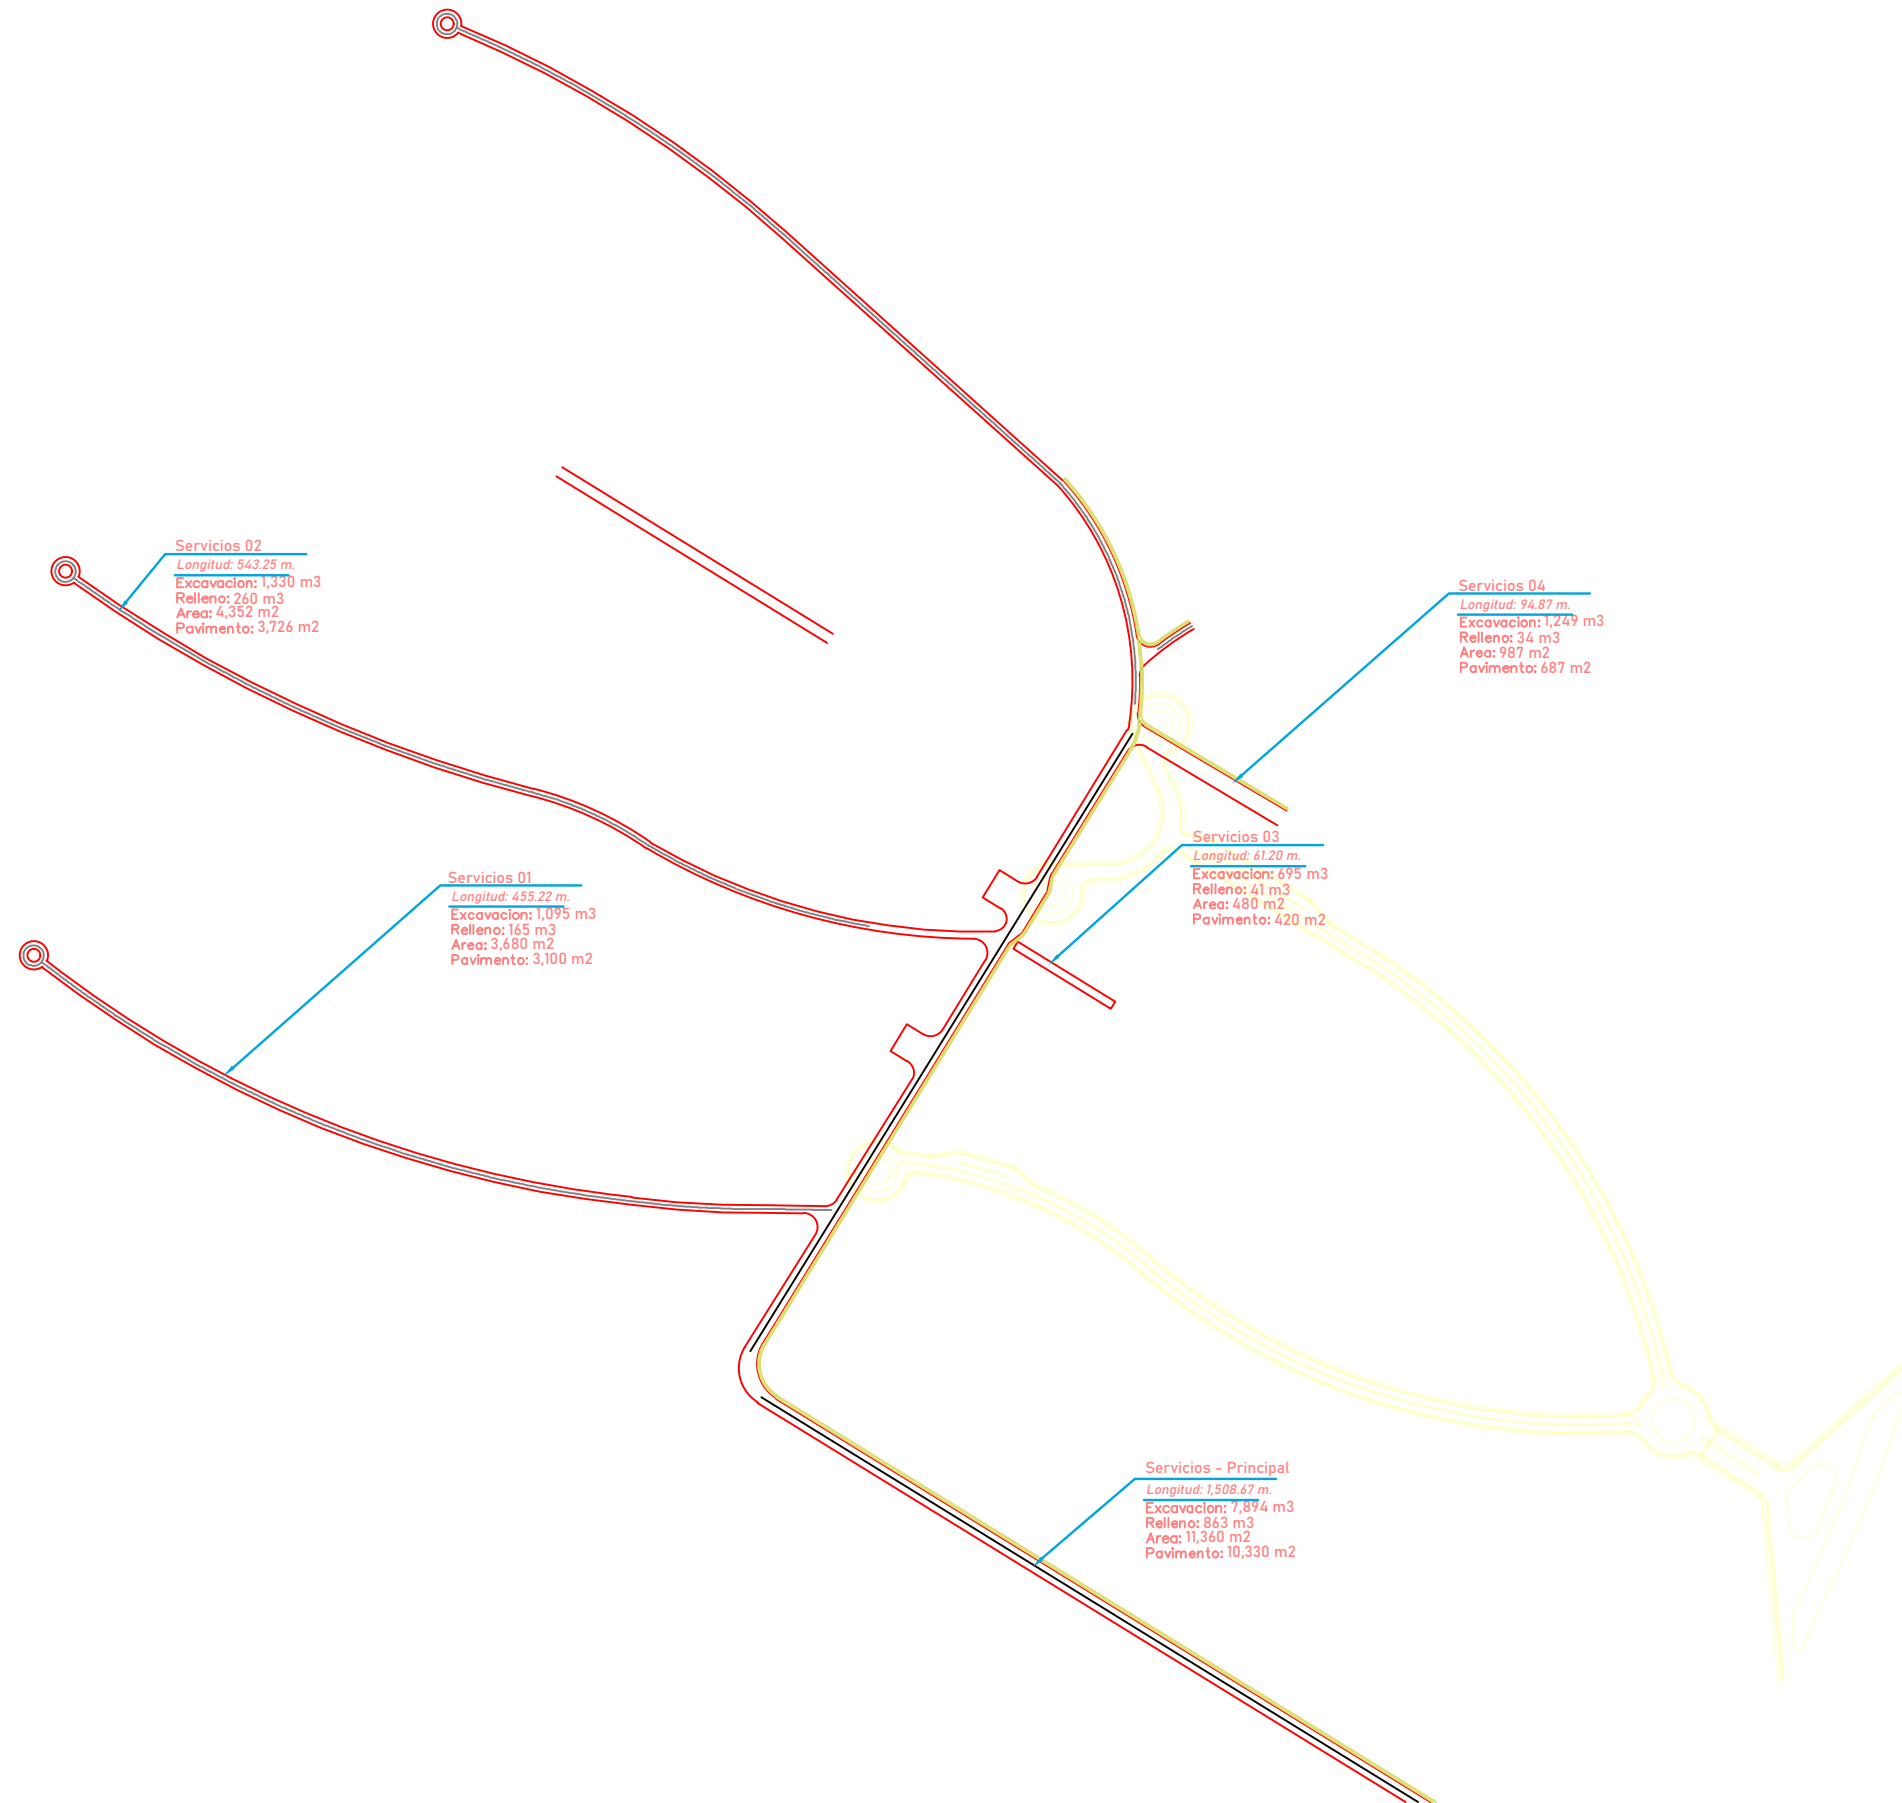 Servicios 02
Longitud: 543.25 m.
Excavacion: 1,330 m3
Relleno: 260 m3
Area: 4,352 m2
Pavimento: 3,726 m2
Servicios 04
Longitud: 94.87 m.
Excavacion: 1,249 m3
Relleno: 34 m3
Area: 987 m2
Pavimento: 687 m2
Servicios 03
Longitud: 61.20 m.
Excavacion: 695 m3
Relleno: 41 m3
Area: 480 m2
Pavimento: 420 m2
Servicios 01
Longitud: 455.22 m.
Excavacion: 1,095 m3
Relleno: 165 m3
Area: 3,680 m2
Pavimento: 3,100 m2
Servicios - Principal
Longitud: 1,508.67 m.
Excavacion: 7,894 m3
Relleno: 863 m3
Area: 11,360 m2
Pavimento: 10,330 m2